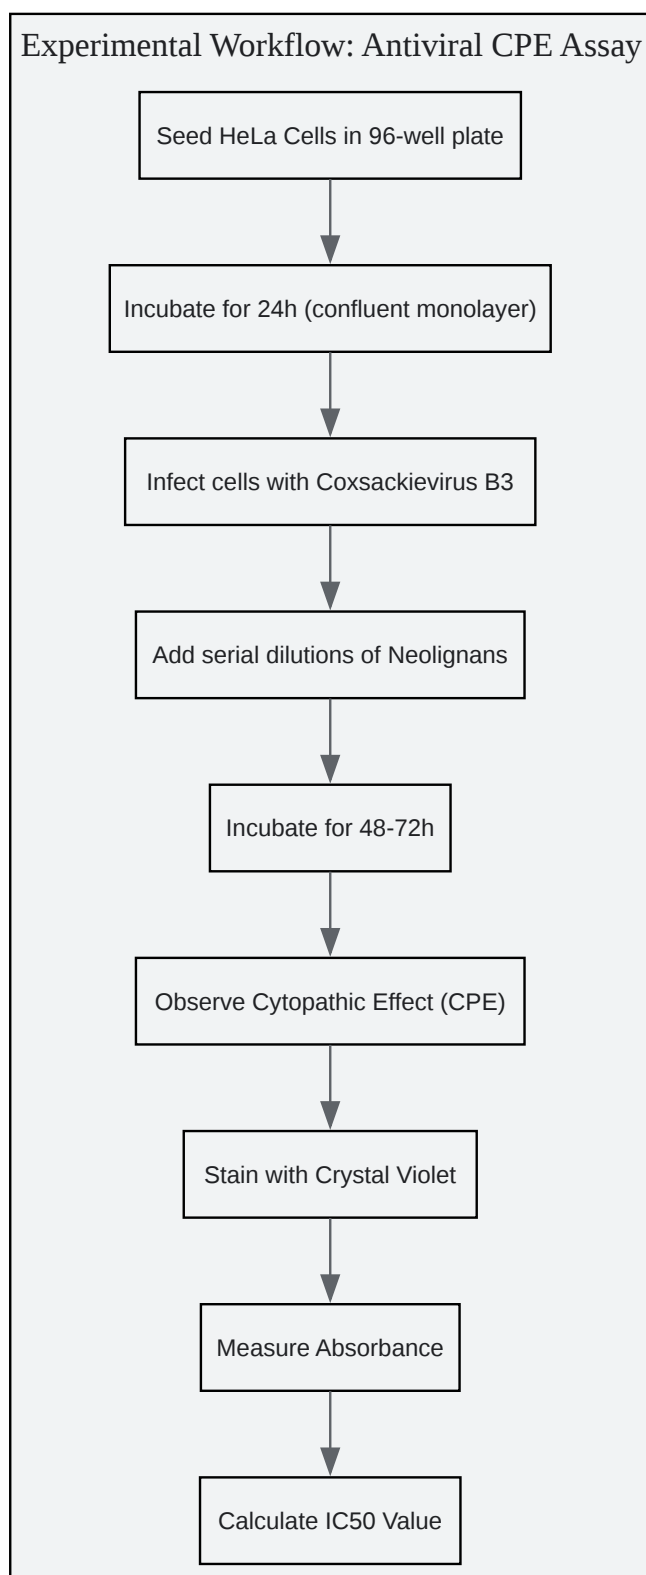 Experimental Workflow: Antiviral CPE Assay
Seed HeLa Cells in 96-well plate
Incubate for 24h (confluent monolayer)
Infect cells with Coxsackievirus B3
Add serial dilutions of Neolignans
Incubate for 48-72h
Observe Cytopathic Effect (CPE)
Stain with Crystal Violet
Measure Absorbance
Calculate IC50 Value